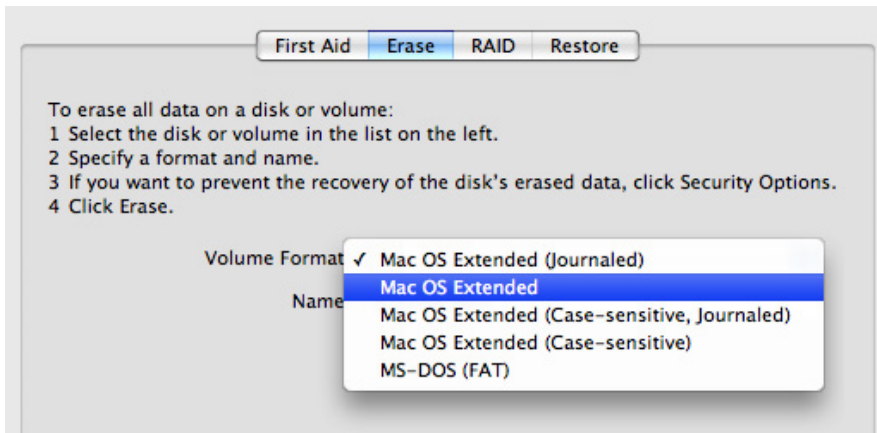 First Aid Erase RAID Restore
To erase all data on a disk or volume:
1 Select the disk or volume in the list on the left.
2 Specify a format and name.
3 If you want to prevent the recovery of the disk's erased data, click Security Options.
4 Click Erase.
Volume Format ✓ Mac OS Extended (Journaled)
Mac OS Extended
Name
Mac OS Extended (Case-sensitive, Journaled)
Mac OS Extended (Case-sensitive)
MS-DOS (FAT)